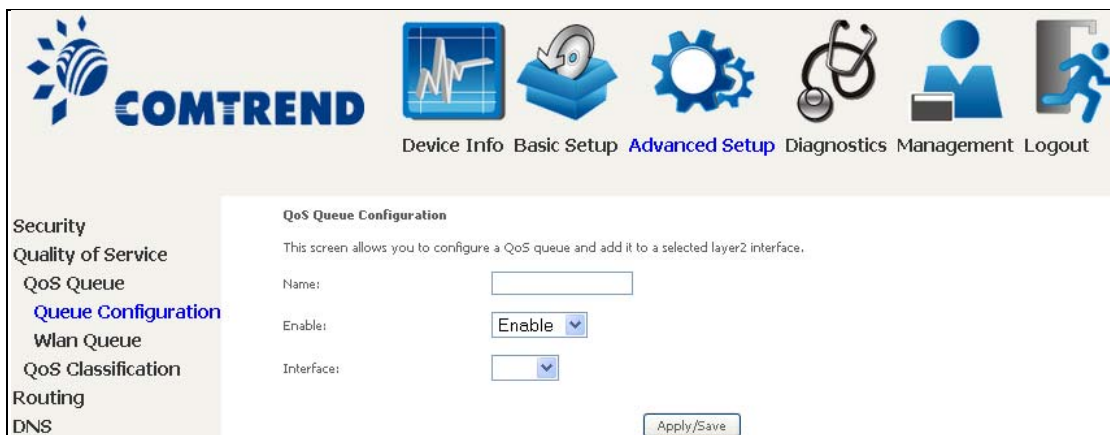 COMTREND
Device Info Basic Setup Advanced Setup Diagnostics Management Logout
Security
Quality of Service
QoS Queue
Queue Configuration
Wlan Queue
QoS Classification
Routing
DNS
QoS Queue Configuration
This screen allows you to configure a QoS queue and add it to a selected layer2 interface.
Name:
Enable: Enable
Interface:
Apply/Save